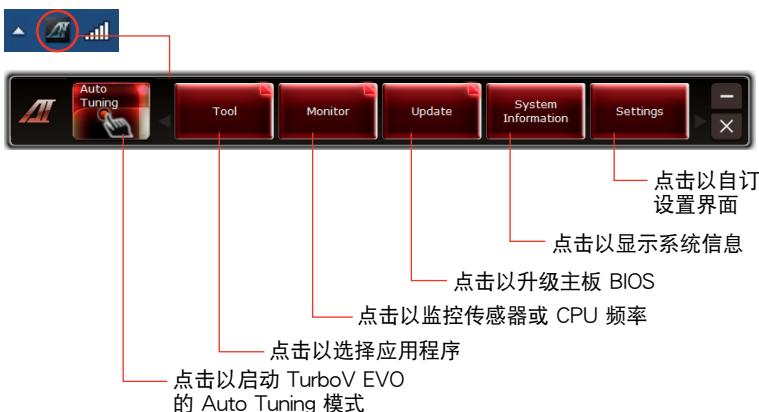 Auto
Tuning
Tool
Monitor
Update
System
Information
Settings
点击以自订
设置界面
点击以显示系统信息
点击以升级主板 BIOS
点击以监控传感器或 CPU 频率
点击以选择应用程序
点击以启动 TurboV EVO
的 Auto Tuning 模式